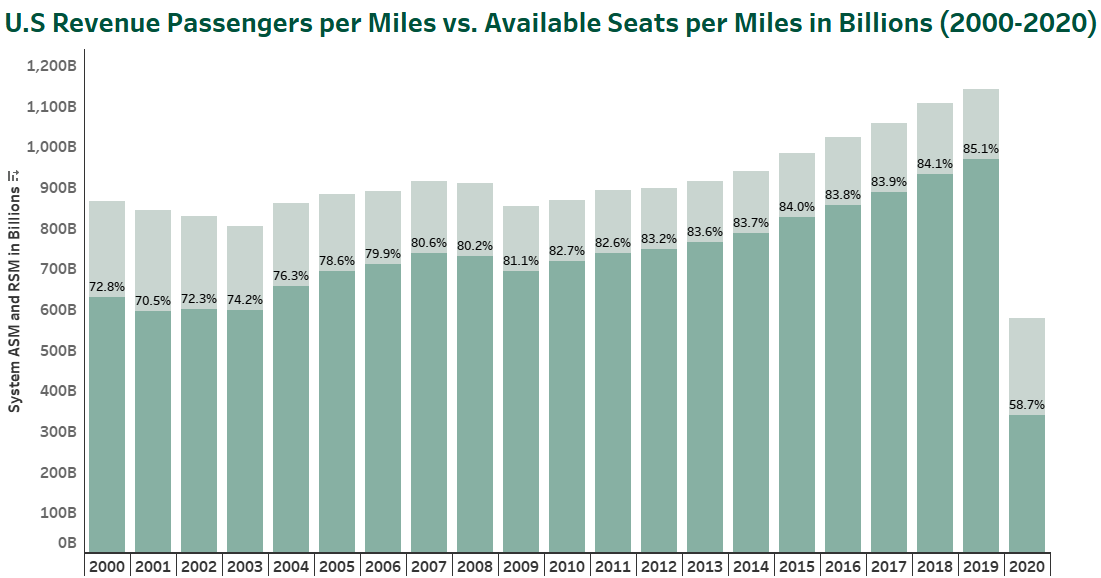 U.S Revenue Passengers per Miles vs. Available Seats per Miles in Billions (2000-2020)
System ASM and RSM in Billions
1,200B
1,100B
1,000B
900B
800B
700B
600B
500B
400B
300B
200B
100B
0B
72.8%
70.5%
72.3%
74.2%
76.3%
78.6%
79.9%
80.6%
80.2%
81.1%
82.7%
82.6%
83.2%
83.6%
83.7%
84.0%
83.8%
83.9%
84.1%
85.1%
58.7%
2000 2001 2002 2003 2004 2005 2006 2007 2008 2009 2010 2011 2012 2013 2014 2015 2016 2017 2018 2019 2020